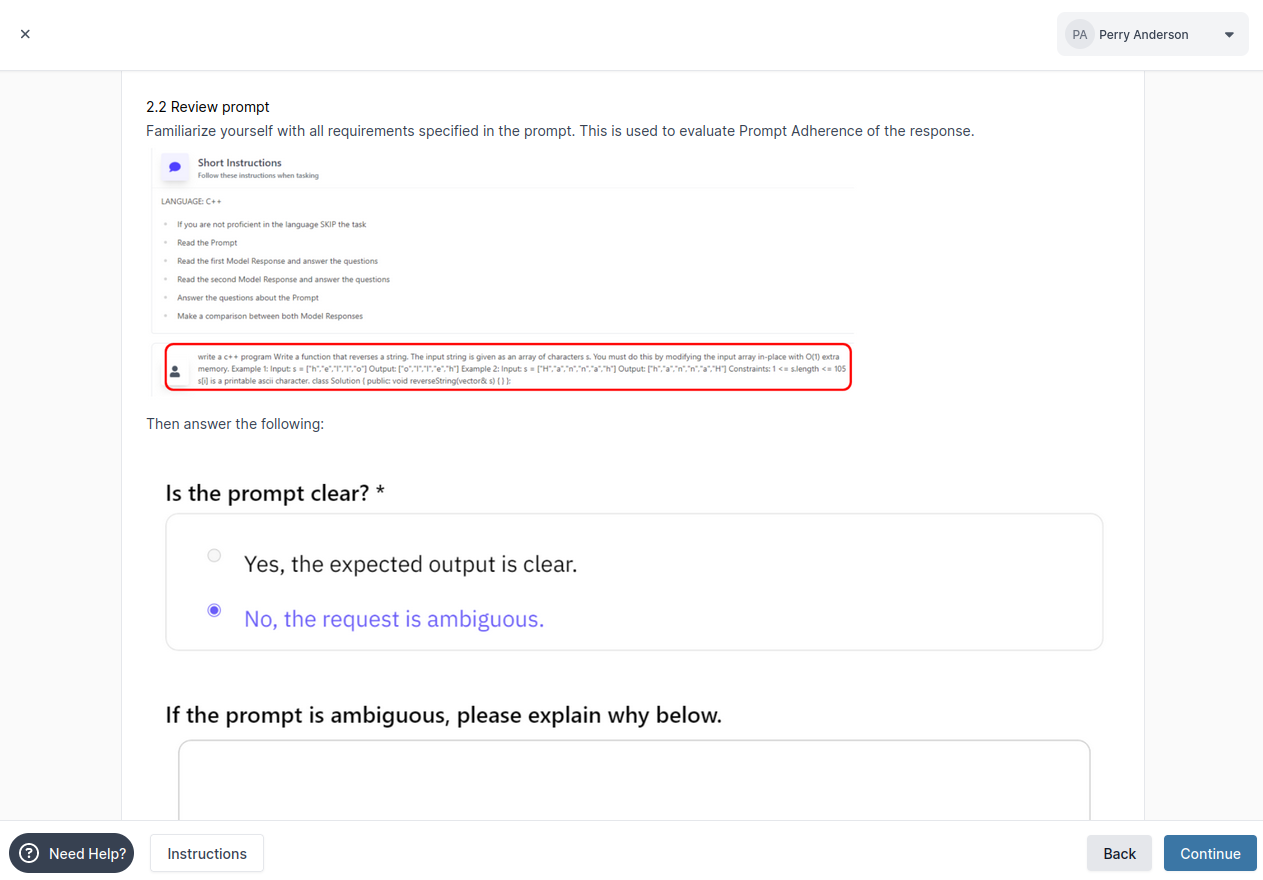 PA Perry Anderson
2.2 Review prompt
Familiarize yourself with all requirements specified in the prompt. This is used to evaluate Prompt Adherence of the response.
Short Instructions
Follow these instructions when tasking
LANGUAGE: C++
If you are not proficient in the language SKIP the task
Read the Prompt
Read the first Model Response and answer the questions
Read the second Model Response and answer the questions
Answer the questions about the Prompt
Make a comparison between both Model Responses
write a c++ program Write a function that reverses a string. The input string is given as an array of characters s. You must do this by modifying the input array in-place with O(1) extra
memory. Example 1: Input: s = ["h","e","l","l","o"] Output: ["o","l","l","e","h"] Example 2: Input: s = ["H","a","n","n","a","h"] Output: ["h","a","n","n","a","H"] Constraints: 1 <= s.length <= 105
s[i] is a printable ascii character. class Solution { public: void reverseString(vector& s) { } };
Then answer the following:
Is the prompt clear? *
Yes, the expected output is clear.
No, the request is ambiguous.
If the prompt is ambiguous, please explain why below.
Need Help? Instructions Back Continue